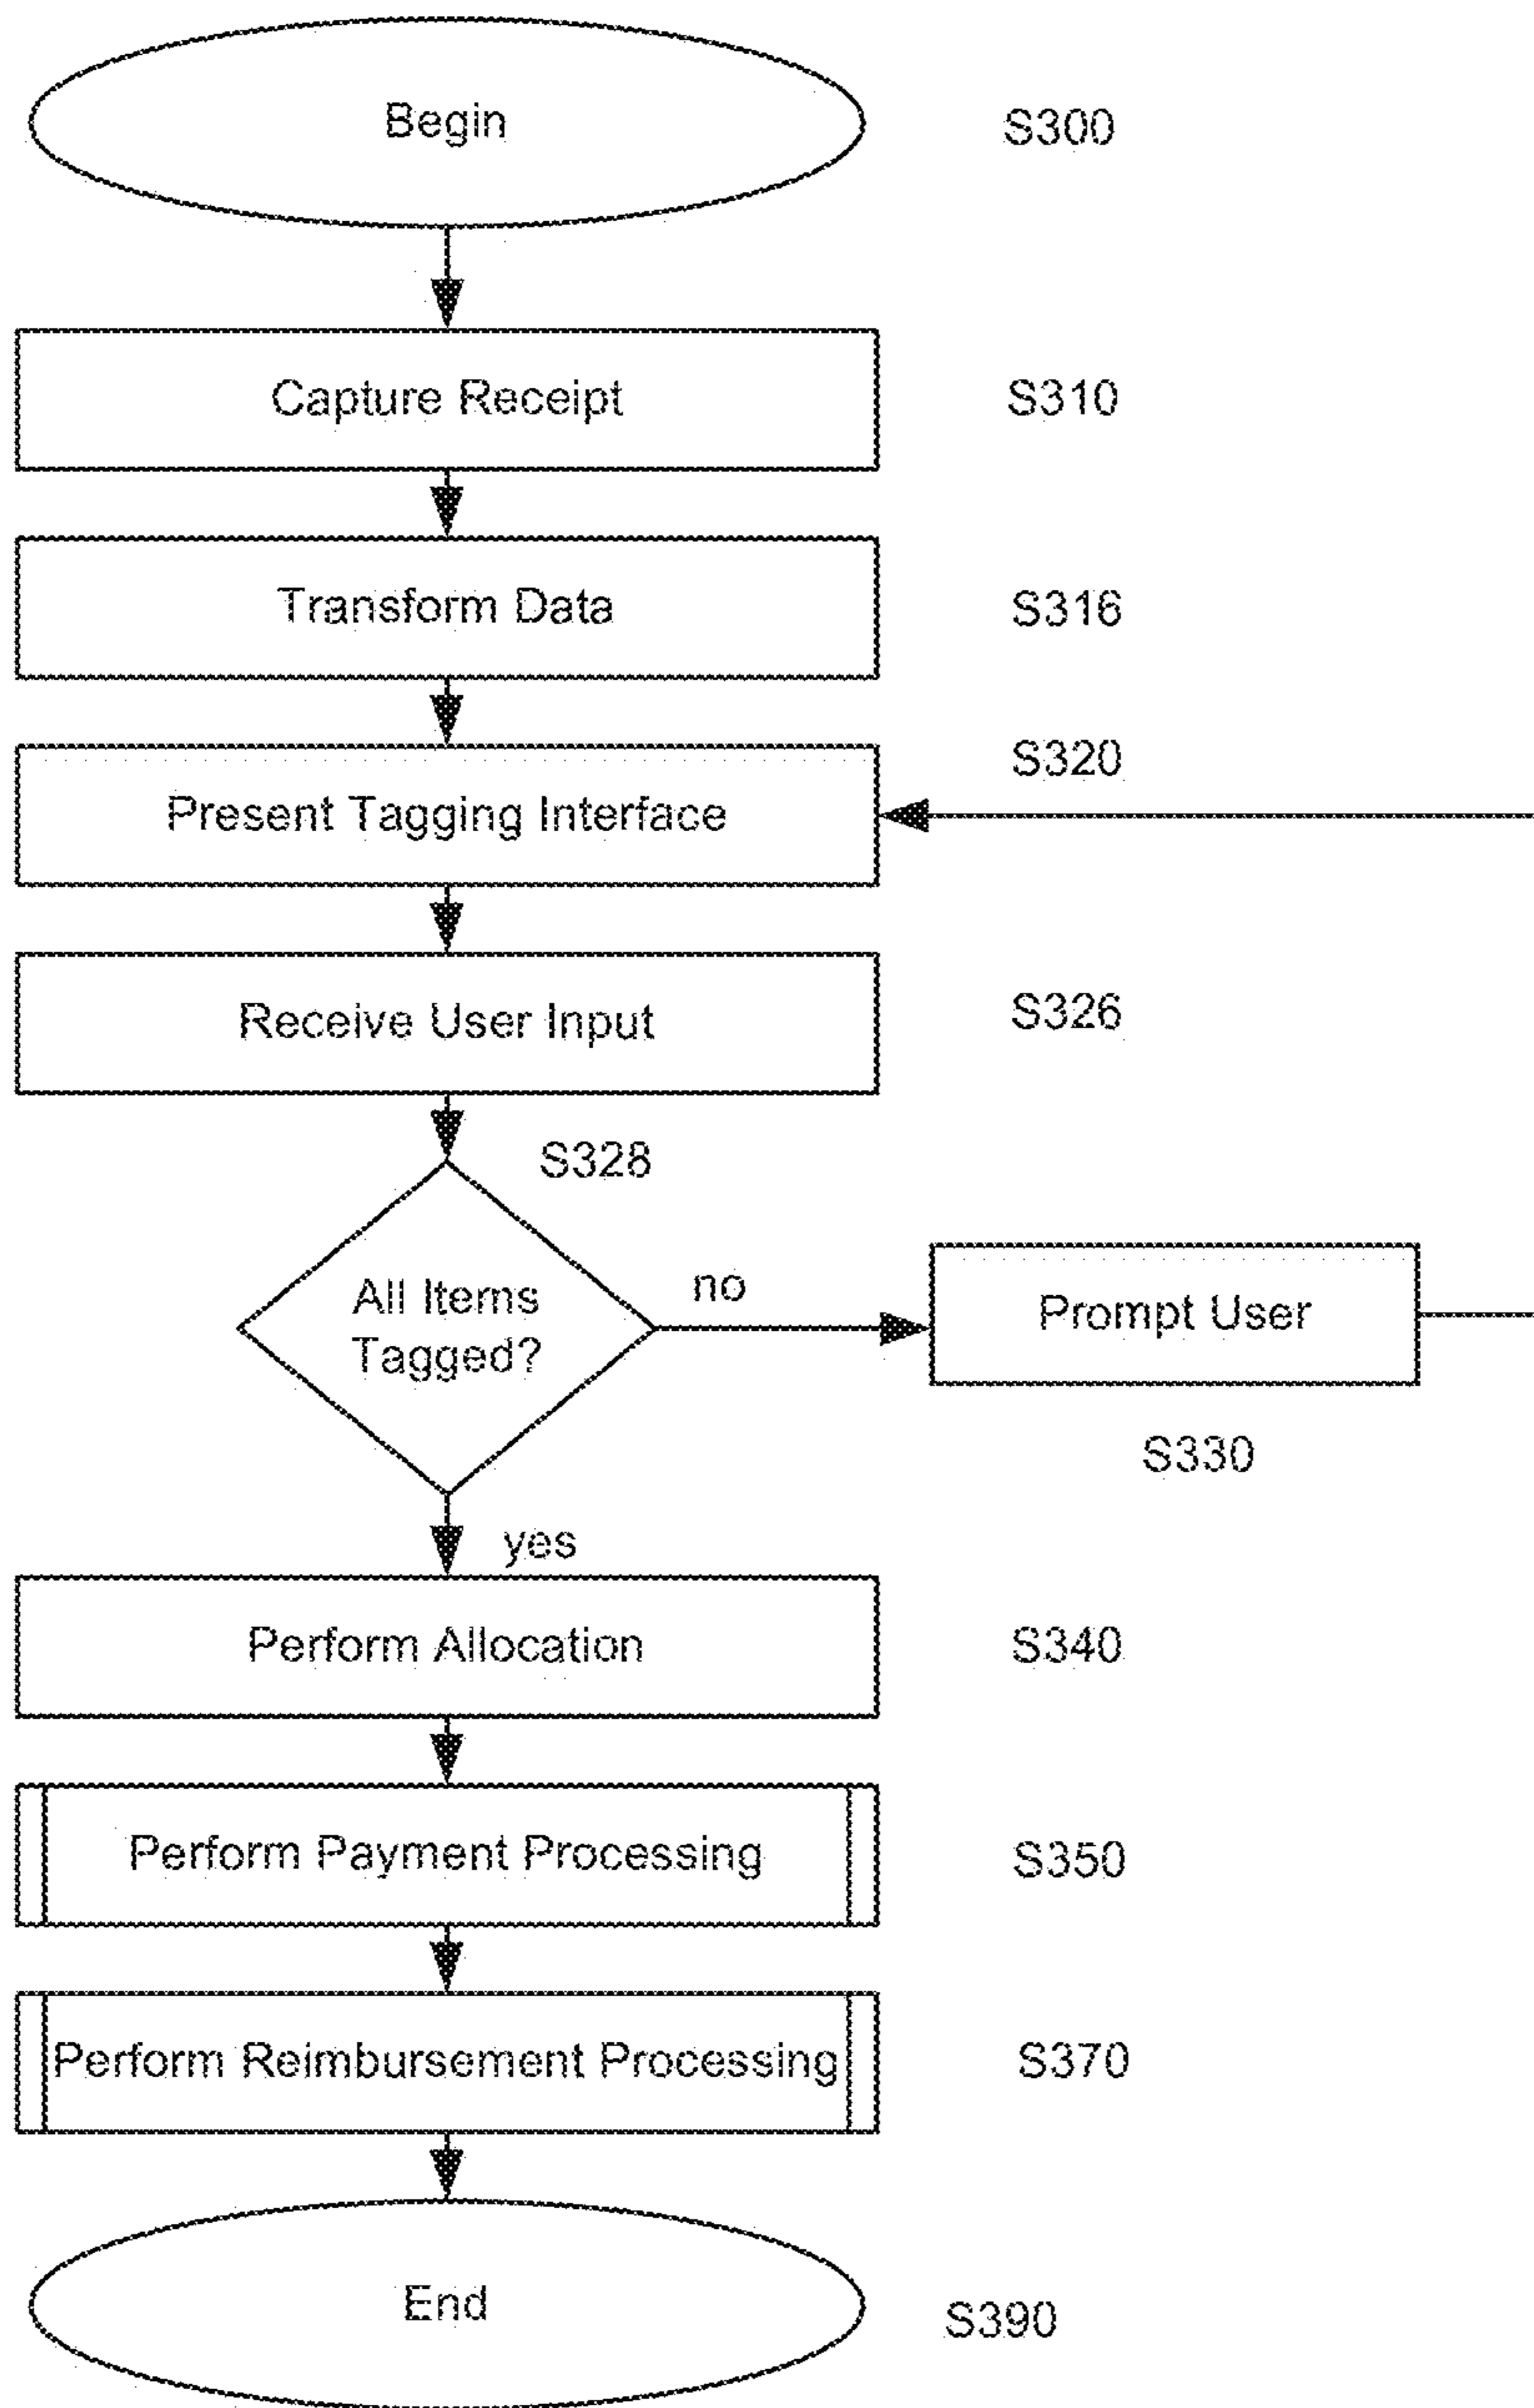 Begin
S300
Capture Receipt
S310
Transform Data
S316
S320
Present Tagging Interface
Receive User Input
S326
S328
All Items
Tagged?
no
Prompt User
S330
yes
Perform Allocation
S340
Perform Payment Processing
S350
Perform Reimbursement Processing
S370
End
S390